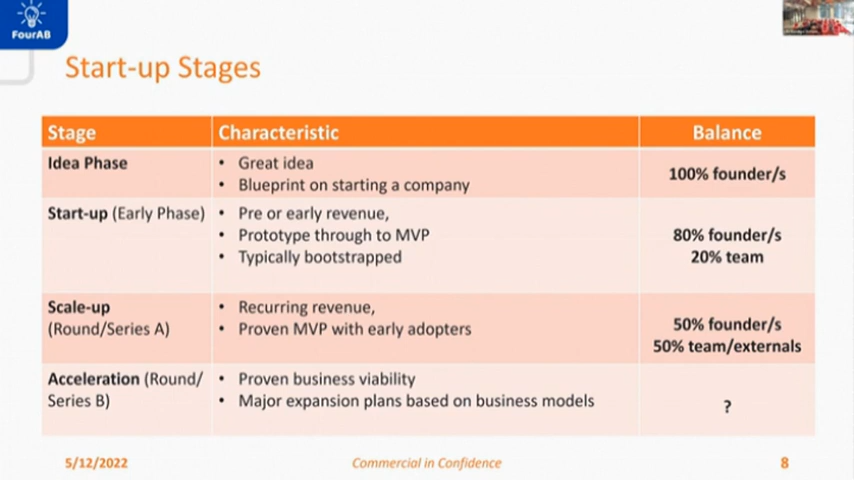 FourAB
Start-up Stages
Stage
Characteristic
Balance
Idea Phase
• Great idea
• Blueprint on starting a company
100% founder/s
Start-up (Early Phase)
• Pre or early revenue,
• Prototype through to MVP
• Typically bootstrapped
80% founder/s
20% team
Scale-up
(Round/Series A)
• Recurring revenue,
• Proven MVP with early adopters
50% founder/s
50% team/externals
Acceleration (Round/
Series B)
• Proven business viability
• Major expansion plans based on business models
?
5/12/2022
Commercial in Confidence
8